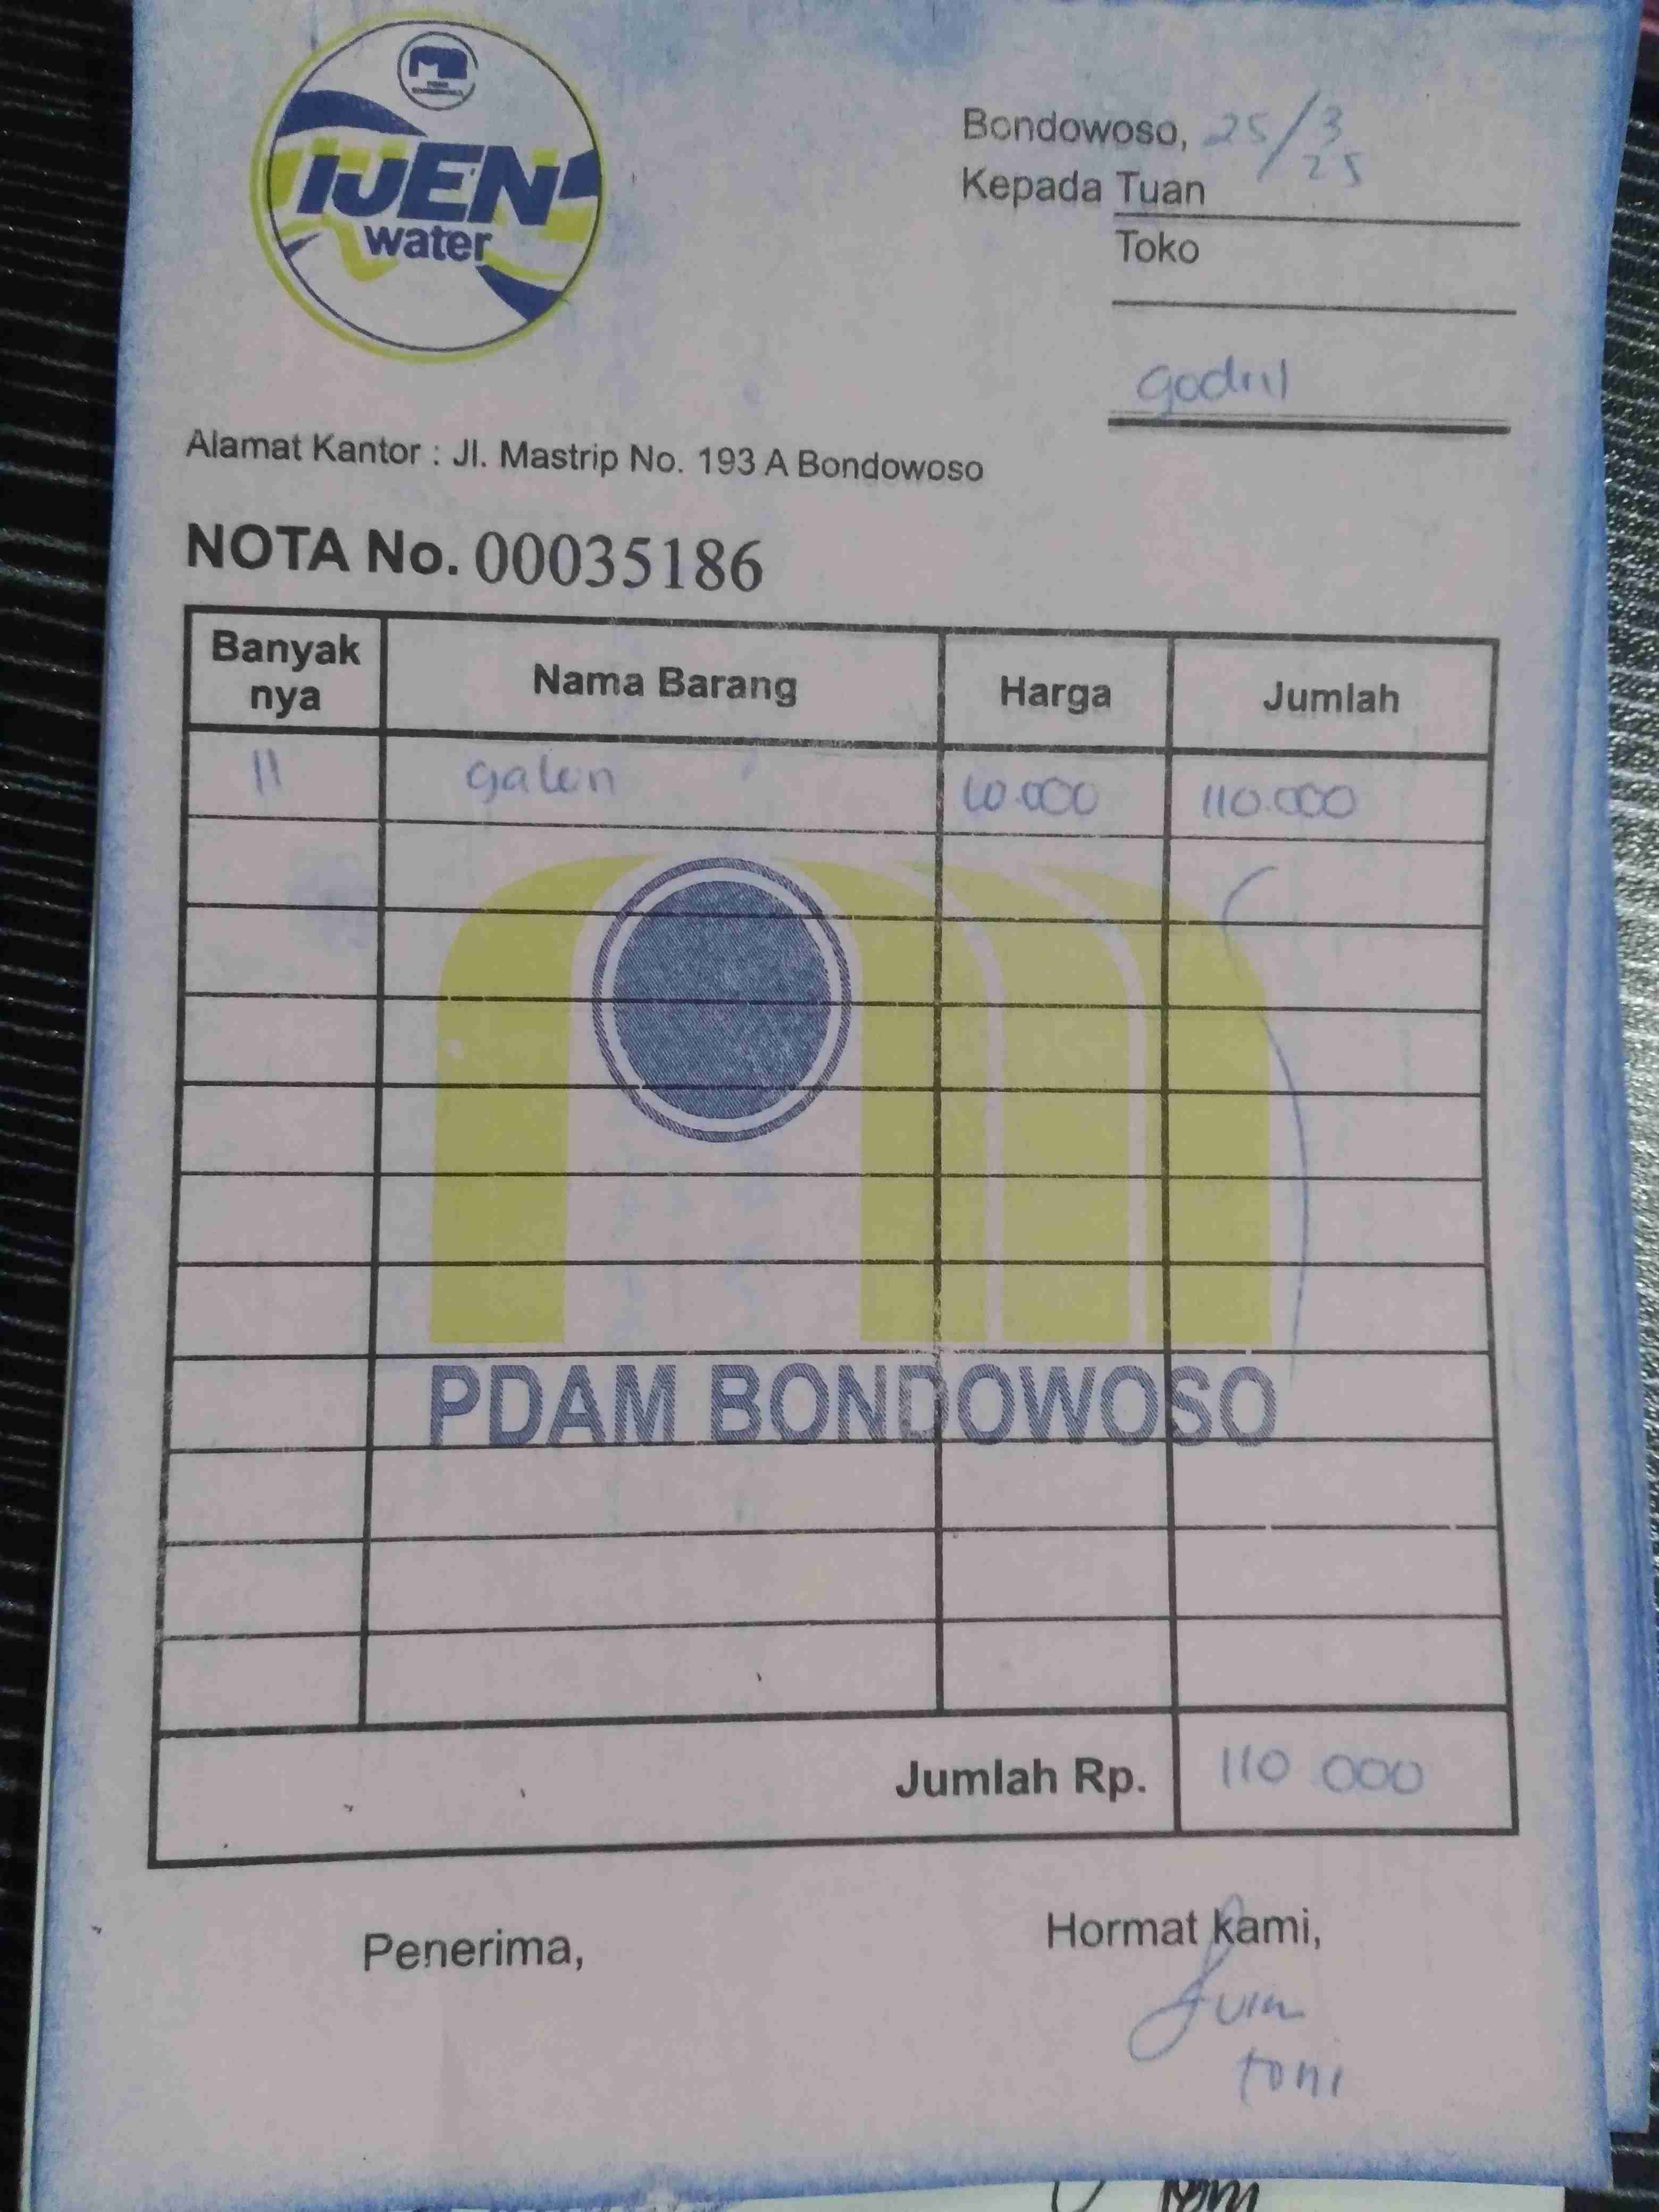 IJEN
water
Bondowoso, 25/3 25
Kepada Tuan
Toko
godril
Alamat Kantor : Jl. Mastrip No. 193 A Bondowoso
NOTA No. 00035186
Banyak nya Nama Barang Harga Jumlah
11 galon 10.000 110.000
PDAM BONDOWOSO
Jumlah Rp. 110 000
Penerima, Hormat kami,
toni